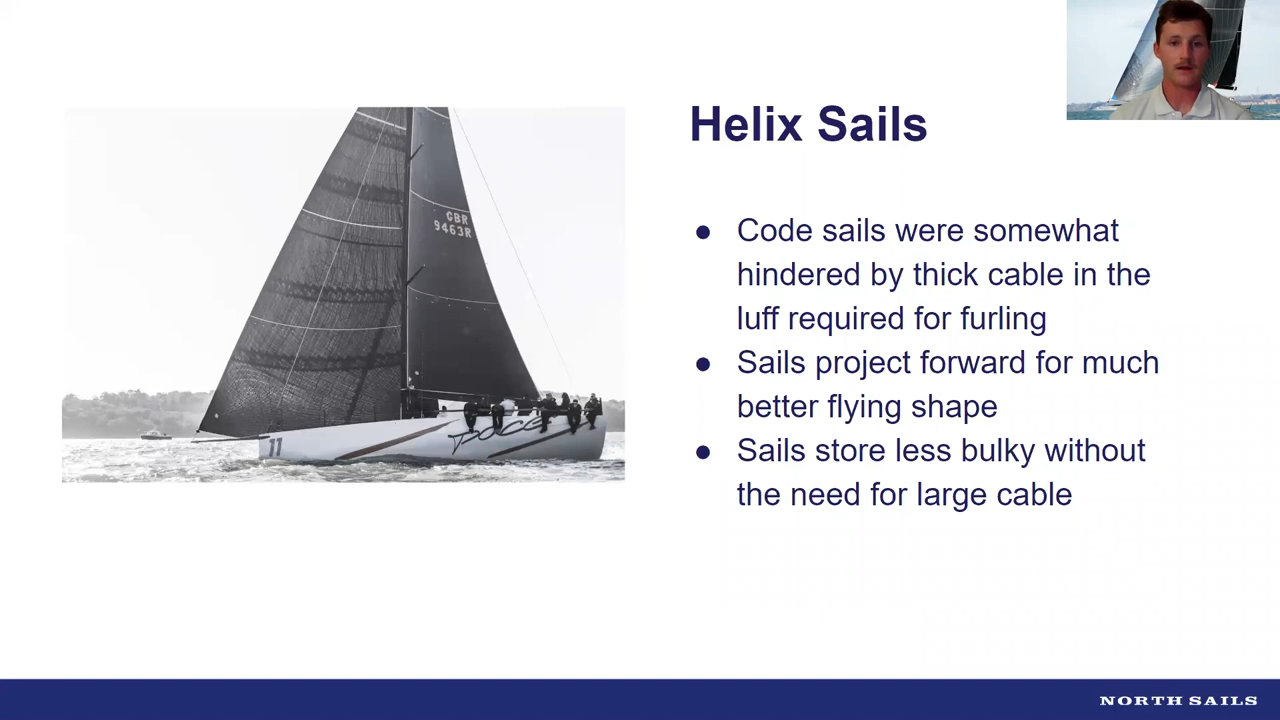 Helix Sails
● Code sails were somewhat
hindered by thick cable in the
luff required for furling
● Sails project forward for much
better flying shape
● Sails store less bulky without
the need for large cable
GBR
9463R
11
NORTH SAILS